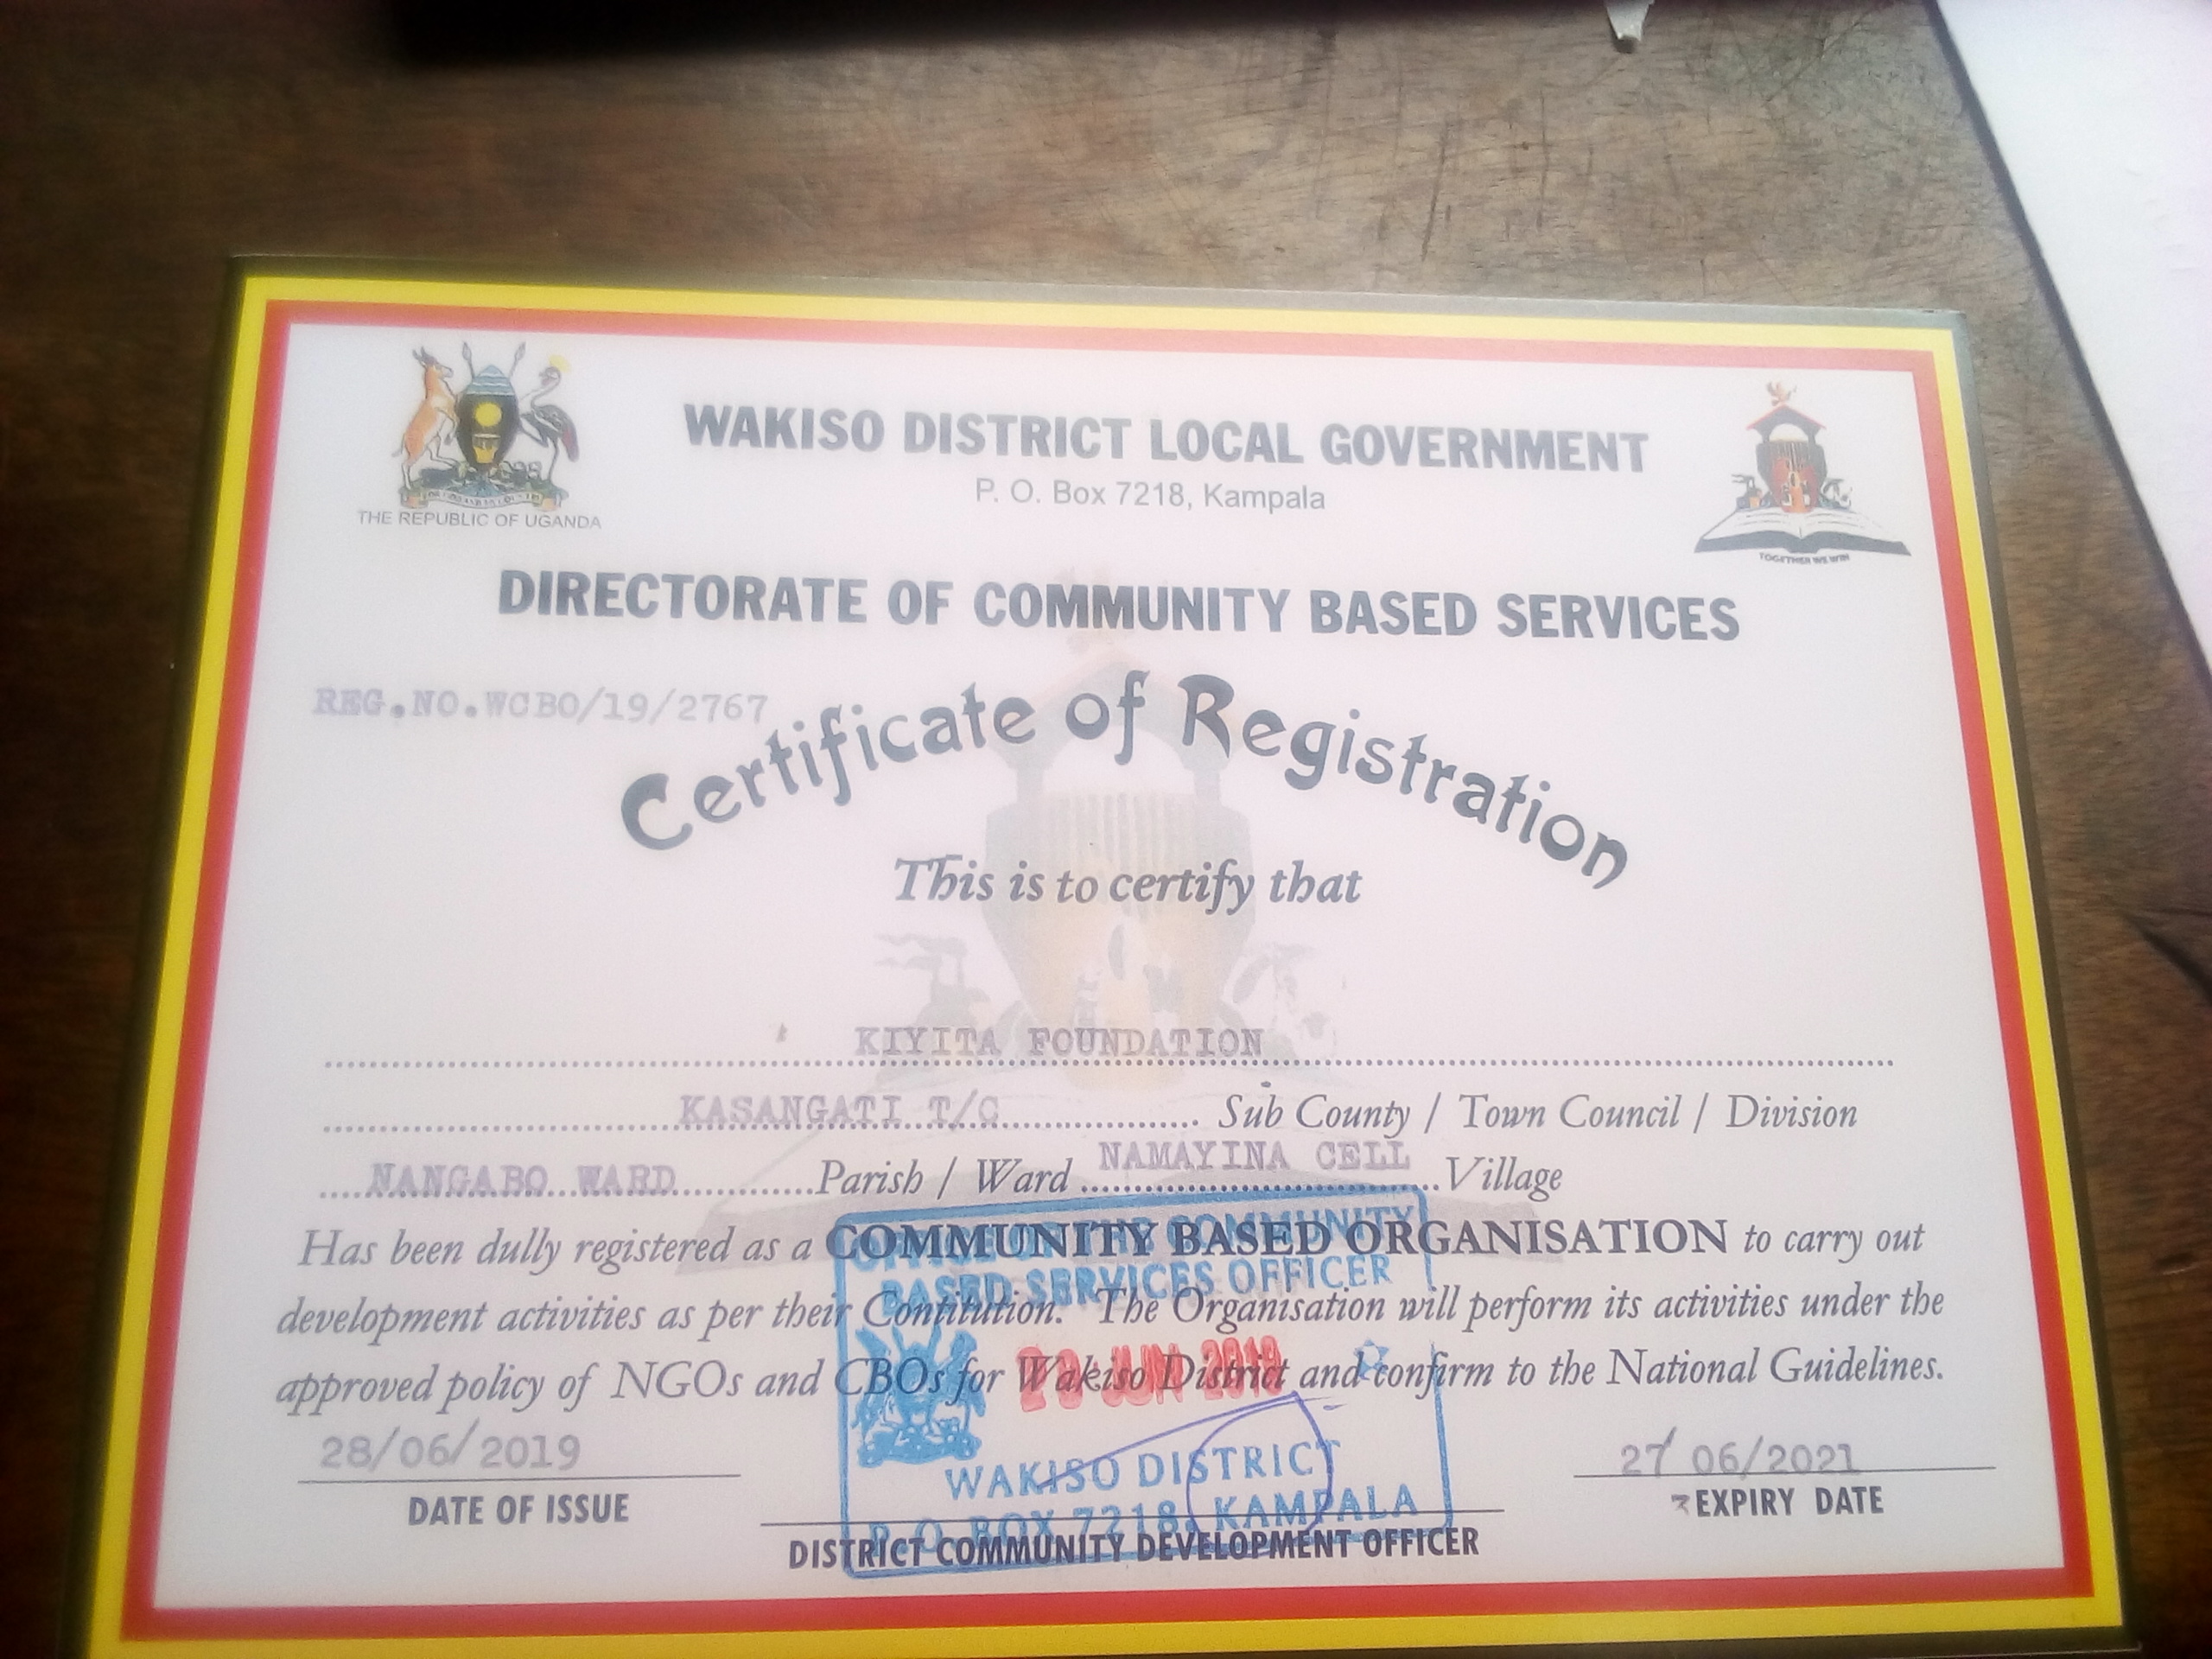 WAKISO DISTRICT LOCAL GOVERNMENT
P. O. Box 7218, Kampala
THE REPUBLIC OF UGANDA
TOGETHER WE WIN
DIRECTORATE OF COMMUNITY BASED SERVICES
REG.NO.WCBO/19/2767
Certificate of Registration
This is to certify that
KIYITA FOUNDATION
KASANGATI T/C Sub County / Town Council / Division
NANGABO WARD Parish / Ward NAMAYINA CELL Village
Has been dully registered as a COMMUNITY BASED ORGANISATION to carry out
development activities as per their Contitution. The Organisation will perform its activities under the
approved policy of NGOs and CBOs for Wakiso District and confirm to the National Guidelines.
COMMUNITY
BASED SERVICES OFFICER
JUN 2019
WAKISO DISTRICT
P. O. BOX 7218, KAMPALA
28/06/2019
DATE OF ISSUE
DISTRICT COMMUNITY DEVELOPMENT OFFICER
27/06/2021
EXPIRY DATE